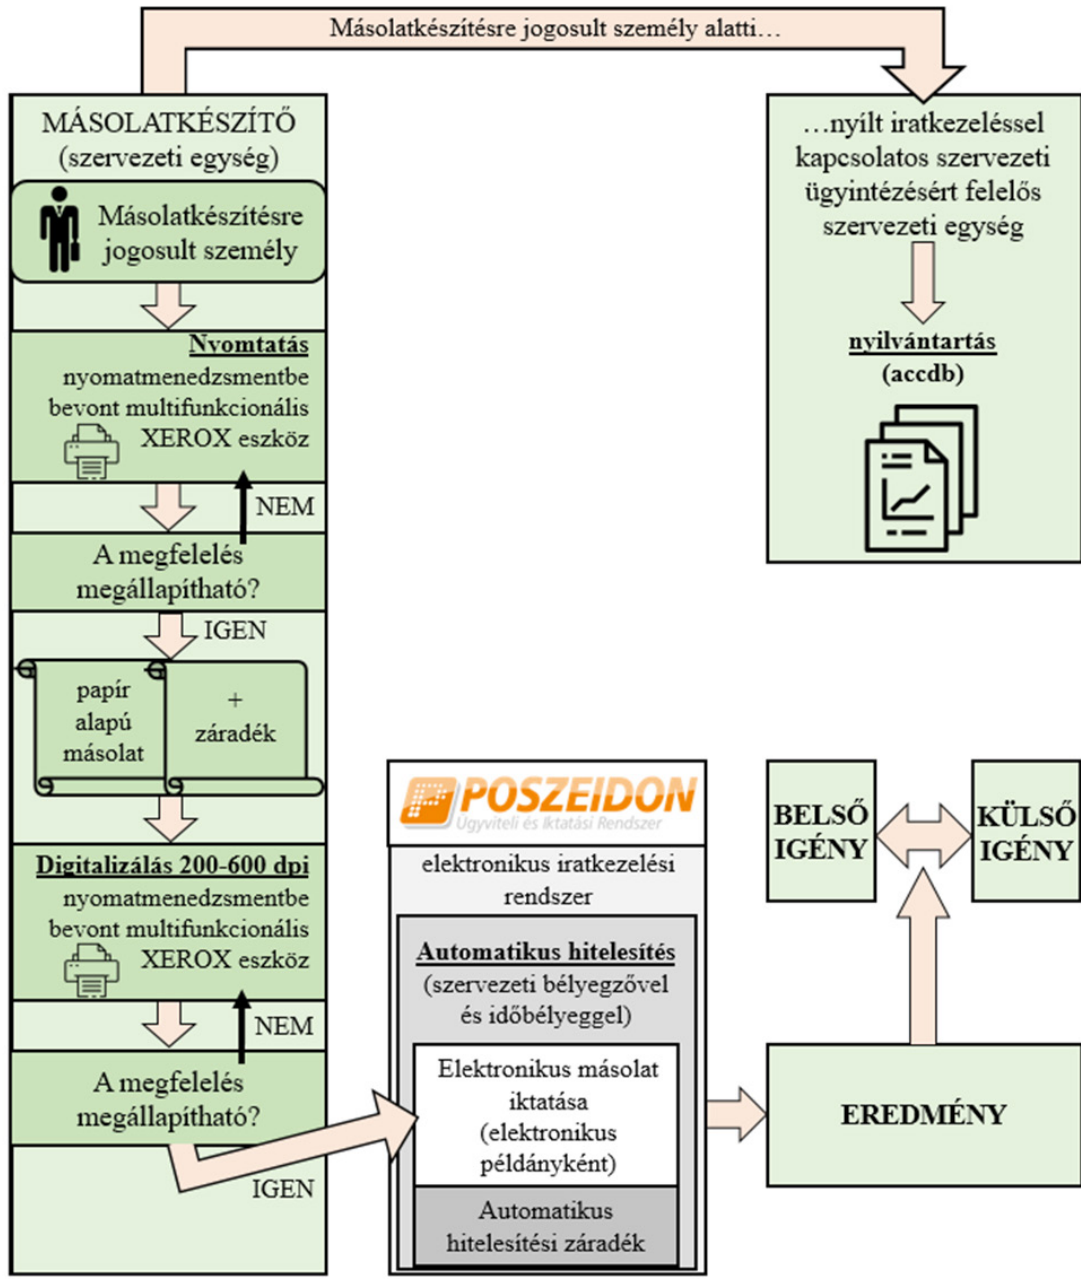 Másolatkészítésre jogosult személy alatti…
MÁSOLATKÉSZÍTŐ
(szervezeti egység)
Másolatkészítésre
jogosult személy
Nyomtatás
nyomatmenedzsmentbe
bevont multifunkcionális
XEROX eszköz
NEM
A megfelelés
megállapítható?
IGEN
papír
alapú
másolat
+
záradék
Digitalizálás 200-600 dpi
nyomatmenedzsmentbe
bevont multifunkcionális
XEROX eszköz
NEM
A megfelelés
megállapítható?
IGEN
POSZEIDON
Ügyviteli és Iktatási Rendszer
elektronikus iratkezelési
rendszer
Automatikus hitelesítés
(szervezeti bélyegzővel
és időbélyeggel)
Elektronikus másolat
iktatása
(elektronikus
példányként)
Automatikus
hitelesítési záradék
…nyílt iratkezeléssel
kapcsolatos szervezeti
ügyintézésért felelős
szervezeti egység
nyilvántartás
(accdb)
BELSŐ
IGÉNY
KÜLSŐ
IGÉNY
EREDMÉNY